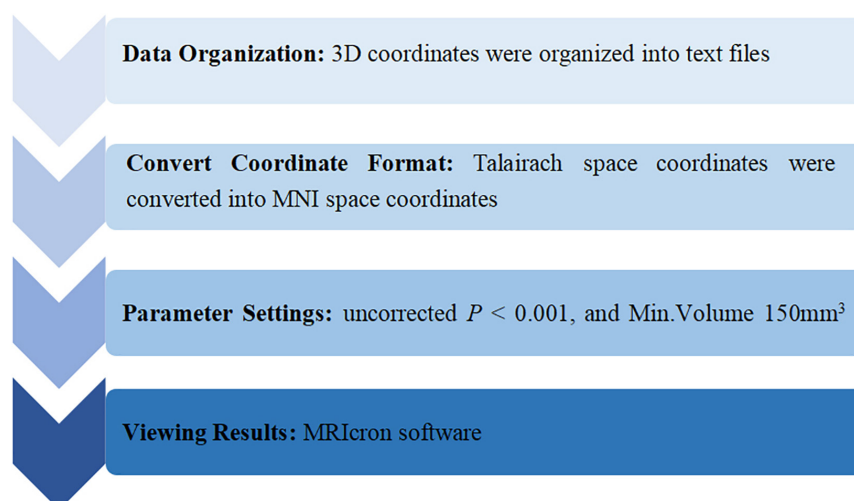 Data Organization: 3D coordinates were organized into text files
Convert Coordinate Format: Talairach space coordinates were
converted into MNI space coordinates
Parameter Settings: uncorrected P < 0.001, and Min.Volume 150mm³
Viewing Results: MRIcron software